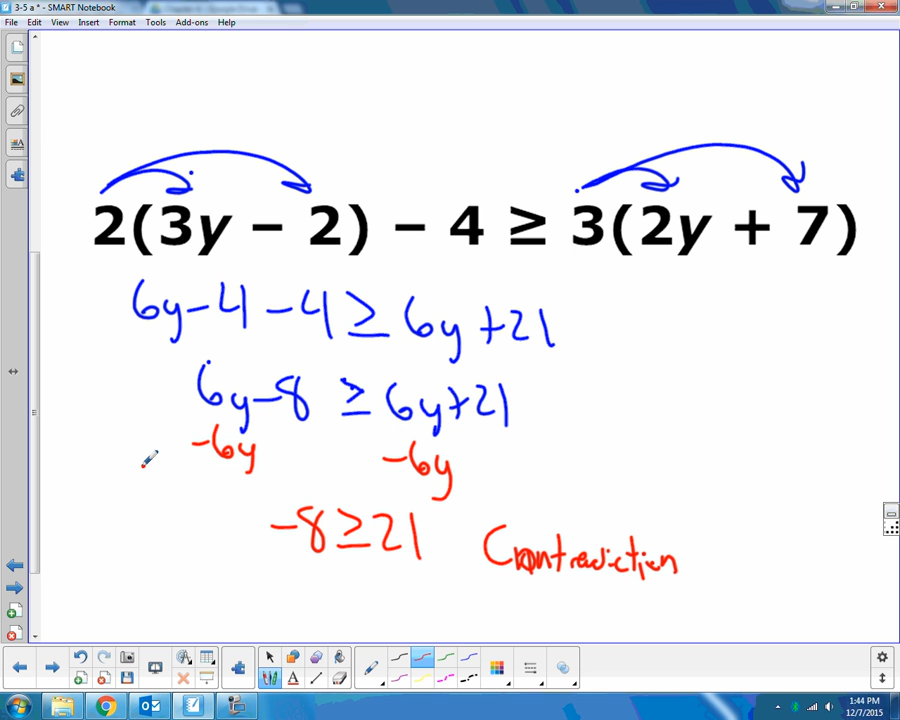 3-5 a * - SMART Notebook
File Edit View Insert Format Tools Add-ons Help
2(3y − 2) − 4 ≥ 3(2y + 7)
6y-4-4≥6y+21
6y-8 ≥ 6y+21
-6y -6y
-8≥21 Contradiction
1:44 PM
12/7/2015